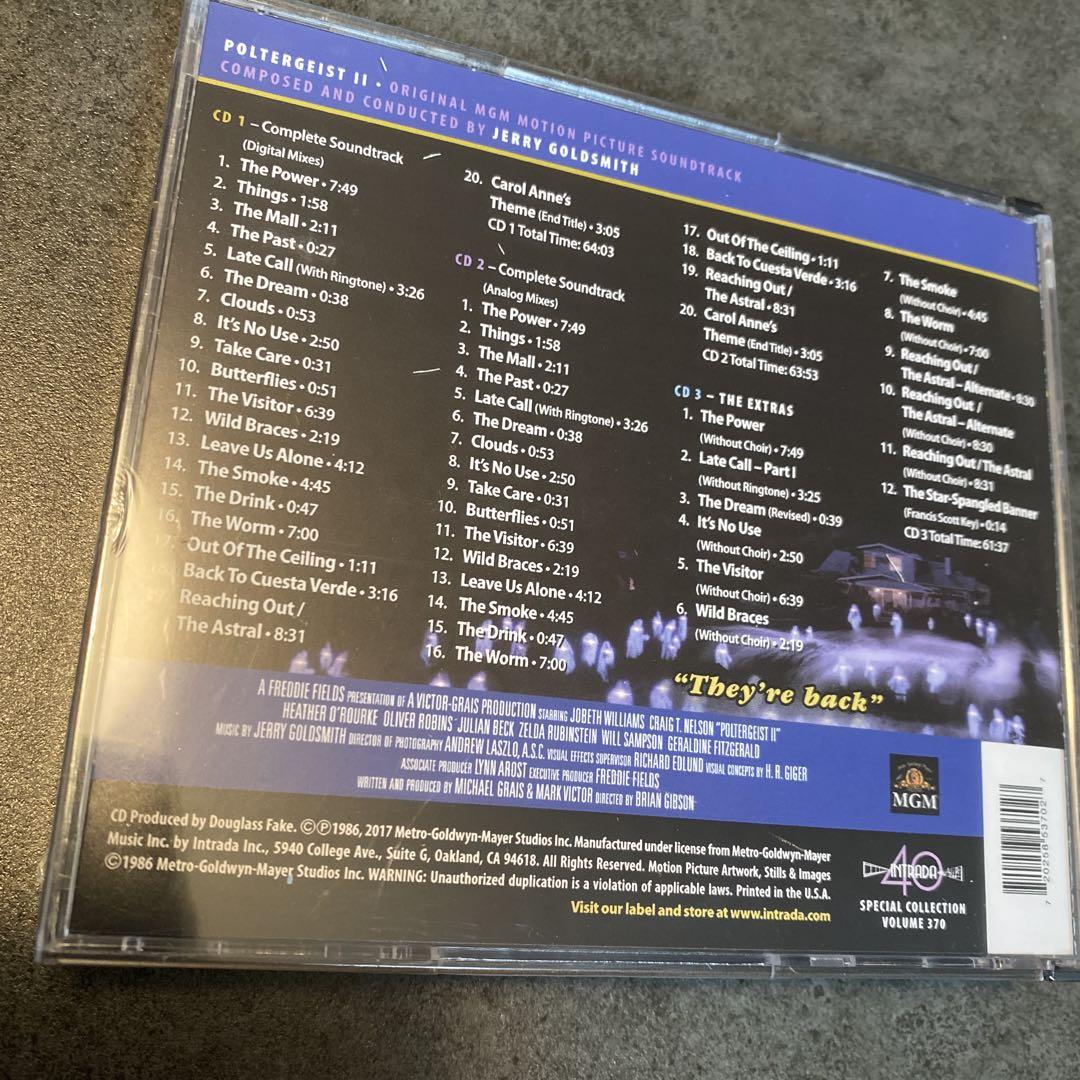 POLTERGEIST II • ORIGINAL MGM MOTION PICTURE SOUNDTRACK
COMPOSED AND CONDUCTED BY JERRY GOLDSMITH
CD 1 – Complete Soundtrack
(Digital Mixes)
1. The Power • 7:49
2. Things • 1:58
3. The Mall • 2:11
4. The Past • 0:27
5. Late Call (With Ringtone) • 3:26
6. The Dream • 0:38
7. Clouds • 0:53
8. It's No Use • 2:50
9. Take Care • 0:31
10. Butterflies • 0:51
11. The Visitor • 6:39
12. Wild Braces • 2:19
13. Leave Us Alone • 4:12
14. The Smoke • 4:45
15. The Drink • 0:47
16. The Worm • 7:00
17. Out Of The Ceiling • 1:11
Back To Cuesta Verde • 3:16
Reaching Out /
The Astral • 8:31
20. Carol Anne's
Theme (End Title) • 3:05
CD 1 Total Time: 64:03
CD 2 – Complete Soundtrack
(Analog Mixes)
1. The Power • 7:49
2. Things • 1:58
3. The Mall • 2:11
4. The Past • 0:27
5. Late Call (With Ringtone) • 3:26
6. The Dream • 0:38
7. Clouds • 0:53
8. It's No Use • 2:50
9. Take Care • 0:31
10. Butterflies • 0:51
11. The Visitor • 6:39
12. Wild Braces • 2:19
13. Leave Us Alone • 4:12
14. The Smoke • 4:45
15. The Drink • 0:47
16. The Worm • 7:00
17. Out Of The Ceiling • 1:11
18. Back To Cuesta Verde • 3:16
19. Reaching Out /
The Astral • 8:31
20. Carol Anne's
Theme (End Title) • 3:05
CD 2 Total Time: 63:53
CD 3 – THE EXTRAS
1. The Power
(Without Choir) • 7:49
2. Late Call – Part I
(Without Ringtone) • 3:25
3. The Dream (Revised) • 0:39
4. It's No Use
(Without Choir) • 2:50
5. The Visitor
(Without Choir) • 6:39
6. Wild Braces
(Without Choir) • 2:19
7. The Smoke
(Without Choir) • 4:45
8. The Worm
(Without Choir) • 7:00
9. Reaching Out /
The Astral – Alternate • 8:30
10. Reaching Out /
The Astral – Alternate
(Without Choir) • 8:30
11. Reaching Out / The Astral
(Without Choir) • 8:31
12. The Star-Spangled Banner
(Francis Scott Key) • 0:14
CD 3 Total Time: 61:37
“They're back”
A FREDDIE FIELDS PRESENTATION OF A VICTOR-GRAIS PRODUCTION STARRING JOBETH WILLIAMS CRAIG T. NELSON "POLTERGEIST II"
HEATHER O'ROURKE OLIVER ROBINS JULIAN BECK ZELDA RUBINSTEIN WILL SAMPSON GERALDINE FITZGERALD
MUSIC BY JERRY GOLDSMITH DIRECTOR OF PHOTOGRAPHY ANDREW LASZLO, A.S.C. VISUAL EFFECTS SUPERVISOR RICHARD EDLUND VISUAL CONCEPTS BY H. R. GIGER
ASSOCIATE PRODUCER LYNN AROST EXECUTIVE PRODUCER FREDDIE FIELDS
WRITTEN AND PRODUCED BY MICHAEL GRAIS & MARK VICTOR DIRECTED BY BRIAN GIBSON
MGM
CD Produced by Douglass Fake. ©℗1986, 2017 Metro-Goldwyn-Mayer Studios Inc. Manufactured under license from Metro-Goldwyn-Mayer
Music Inc. by Intrada Inc., 5940 College Ave., Suite G, Oakland, CA 94618. All Rights Reserved. Motion Picture Artwork, Stills & Images
©1986 Metro-Goldwyn-Mayer Studios Inc. WARNING: Unauthorized duplication is a violation of applicable laws. Printed in the U.S.A.
Visit our label and store at www.intrada.com
INTRADA 40
SPECIAL COLLECTION
VOLUME 370
7 20258 53702 7